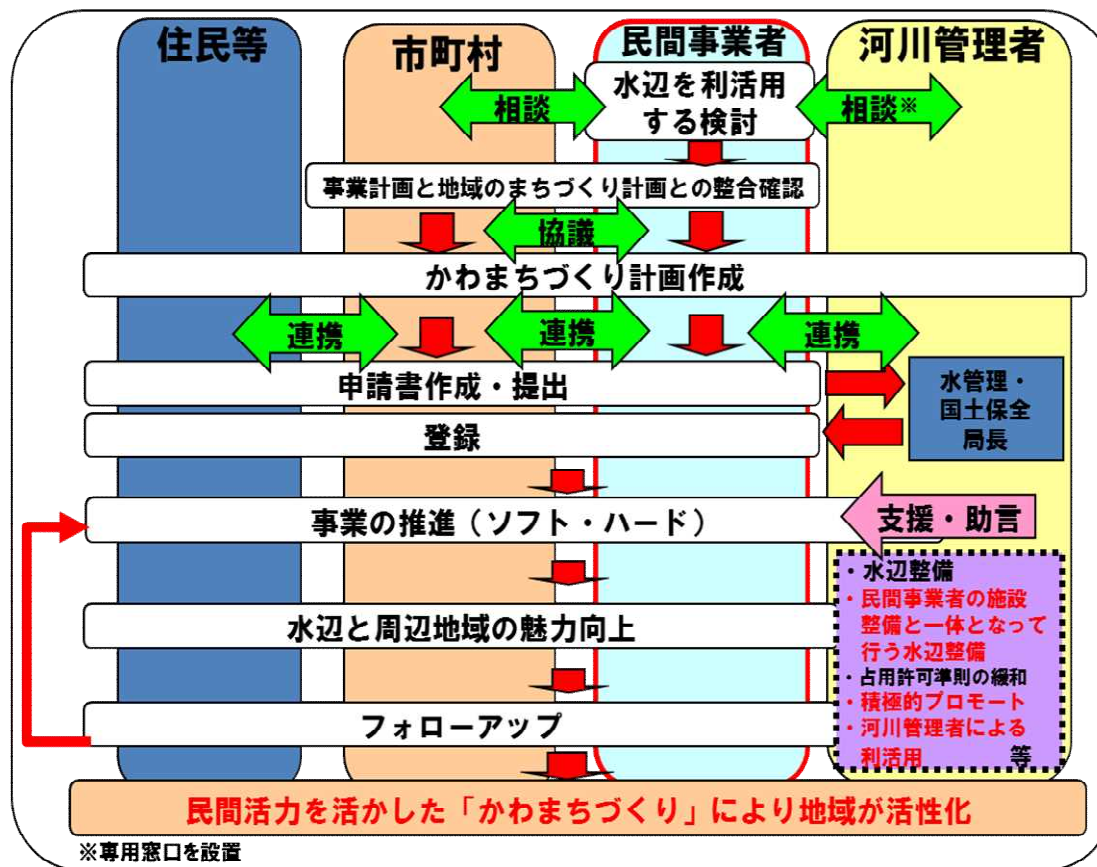 住民等
市町村
民間事業者
河川管理者
相談
水辺を利活用
する検討
相談※
事業計画と地域のまちづくり計画との整合確認
協議
かわまちづくり計画作成
連携
連携
連携
申請書作成・提出
水管理・
国土保全
局長
登録
事業の推進（ソフト・ハード）
支援・助言
・水辺整備
・民間事業者の施設
整備と一体となって
行う水辺整備
・占用許可準則の緩和
・積極的プロモート
・河川管理者による
利活用 等
水辺と周辺地域の魅力向上
フォローアップ
民間活力を活かした「かわまちづくり」により地域が活性化
※専用窓口を設置